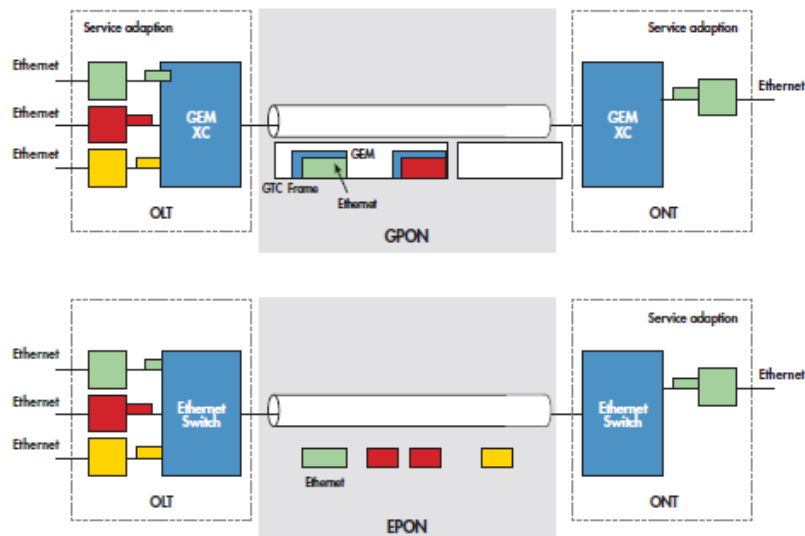 Service adaption
Service adaption
Ethernet
Ethernet
Ethernet
GEM
XC
GEM
XC
Ethernet
GEM
GTC Frame
Ethernet
OLT
GPON
ONT
Service adaption
Ethernet
Ethernet
Ethernet
Ethernet
Switch
Ethernet
Switch
Ethernet
Ethernet
OLT
EPON
ONT